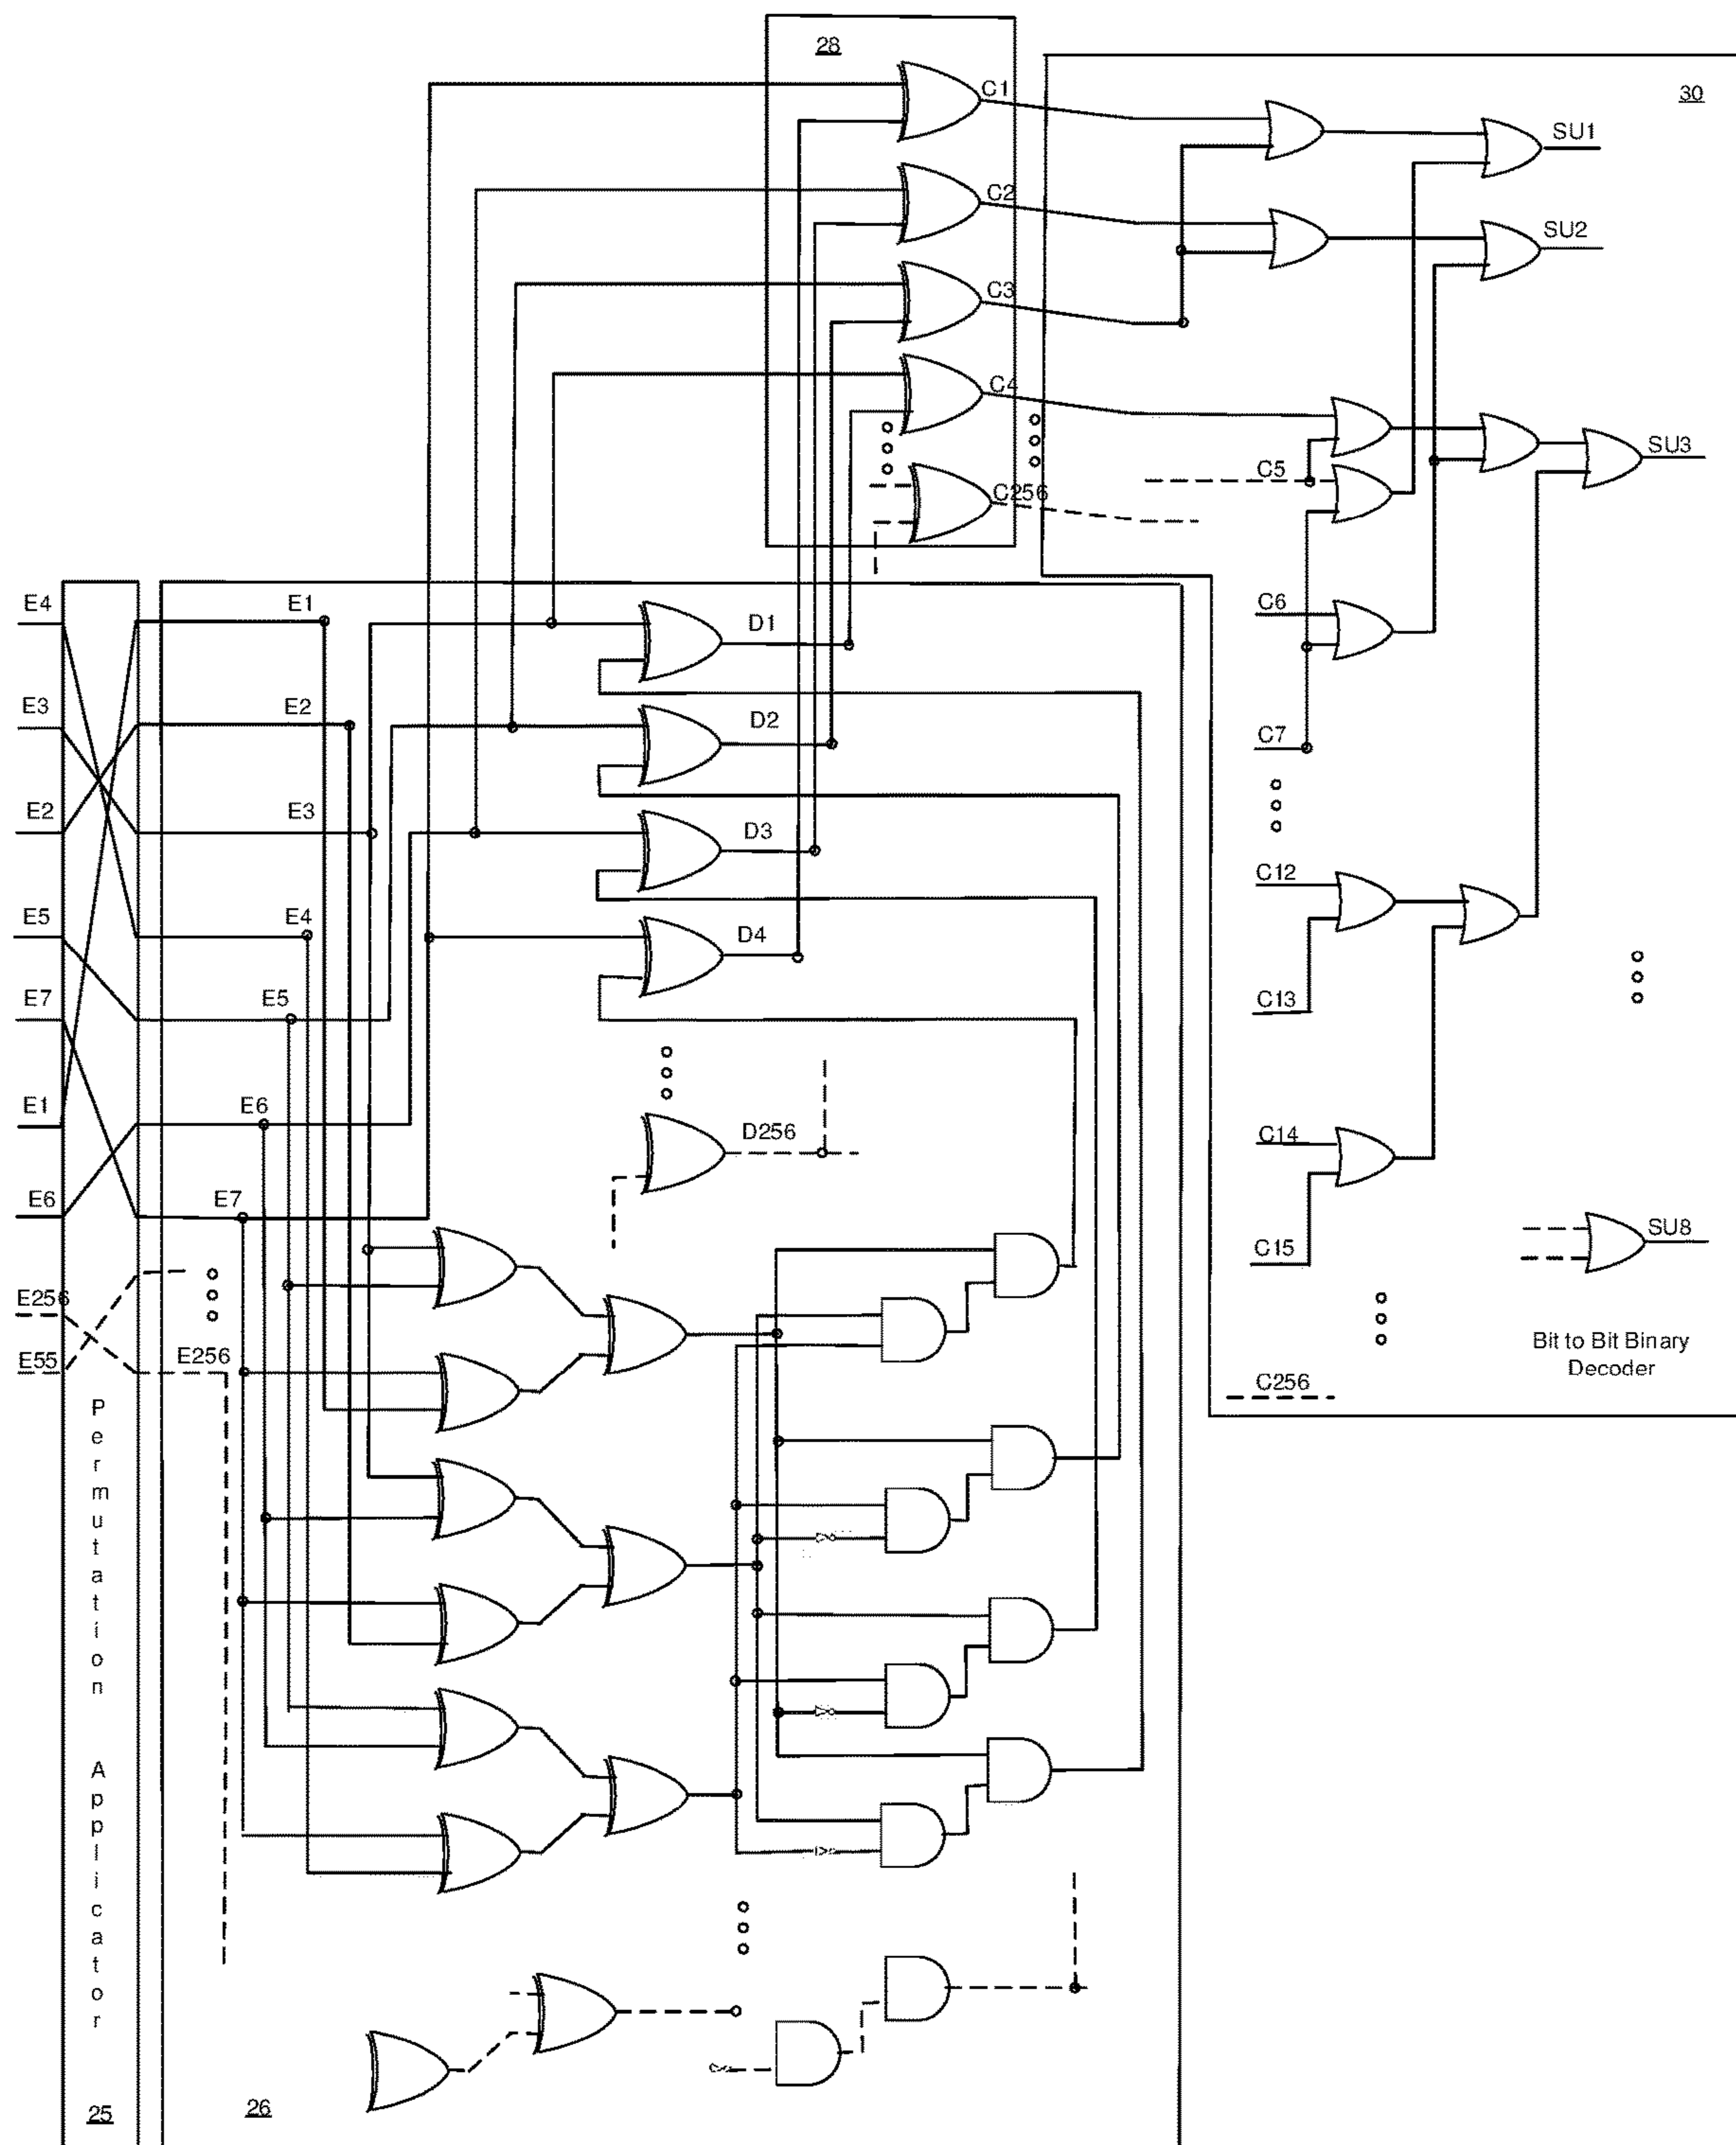 28
30
C1
SU1
C2
SU2
C3
C4
SU3
C5
C256
E4
E1
D1
C6
E3
E2
D2
C7
E2
E3
D3
C12
E5
E4
D4
E7
E5
C13
E1
E6
D256
C14
E6
E7
SU8
C15
E256
E55
E256
Bit to Bit Binary
Decoder
C256
Permutation Applicator
25
26